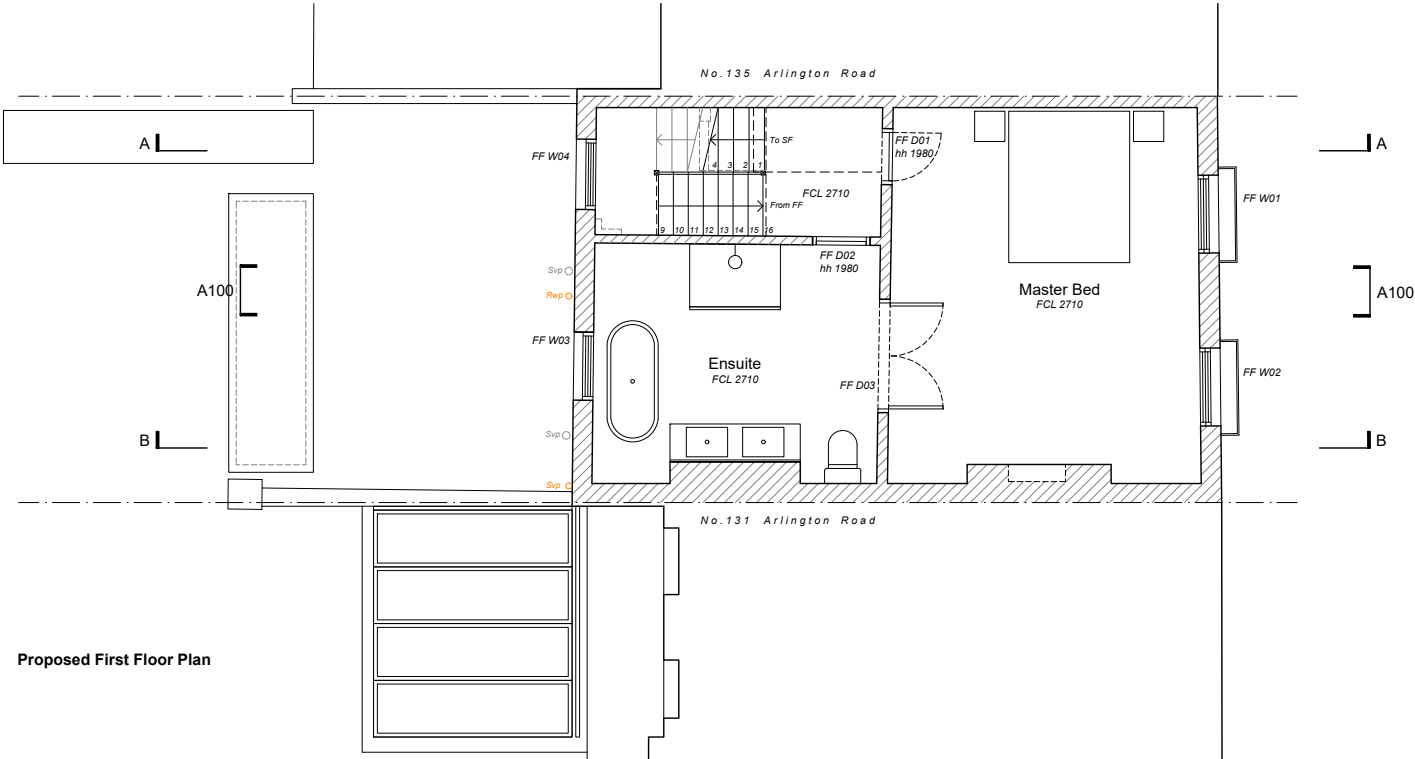 No.135 Arlington Road
A
A
FF W04
To SF
4 3 2 1
FF D01
hh 1980
FCL 2710
FF W01
From FF
9 10 11 12 13 14 15 16
FF D02
hh 1980
Svp
A100
Rwp
Master Bed
FCL 2710
A100
FF W03
Ensuite
FCL 2710
FF D03
FF W02
Svp
B
B
Svp
No.131 Arlington Road
Proposed First Floor Plan